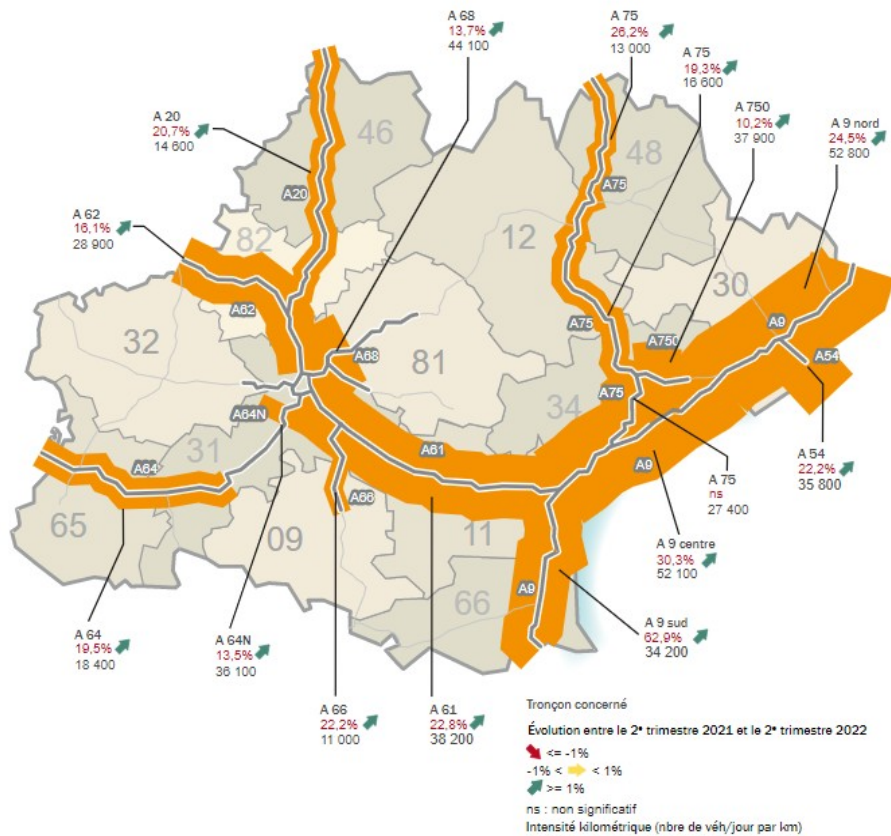 A 68
13,7%
44 100
A 75
26,2%
13 000
A 75
19,3%
16 600
A 20
20,7%
14 600
A 750
10,2%
37 900
A 9 nord
24,5%
52 800
A 62
16,1%
28 900
46
48
A20
A75
82
12
30
A62
A9
32
A75
A750
A68
81
A54
A75
A64N
34
31
A61
A64
A9
A 54
22,2%
35 800
A 75
ns
27 400
A66
65
09
11
A 9 centre
30,3%
52 100
A9
66
A 9 sud
62,9%
34 200
A 64
19,5%
18 400
A 64N
13,5%
36 100
A 66
22,2%
11 000
A 61
22,8%
38 200
Tronçon concerné
Évolution entre le 2ᵉ trimestre 2021 et le 2ᵉ trimestre 2022
<= -1%
-1% < < 1%
>= 1%
ns : non significatif
Intensité kilométrique (nbre de véh/jour par km)